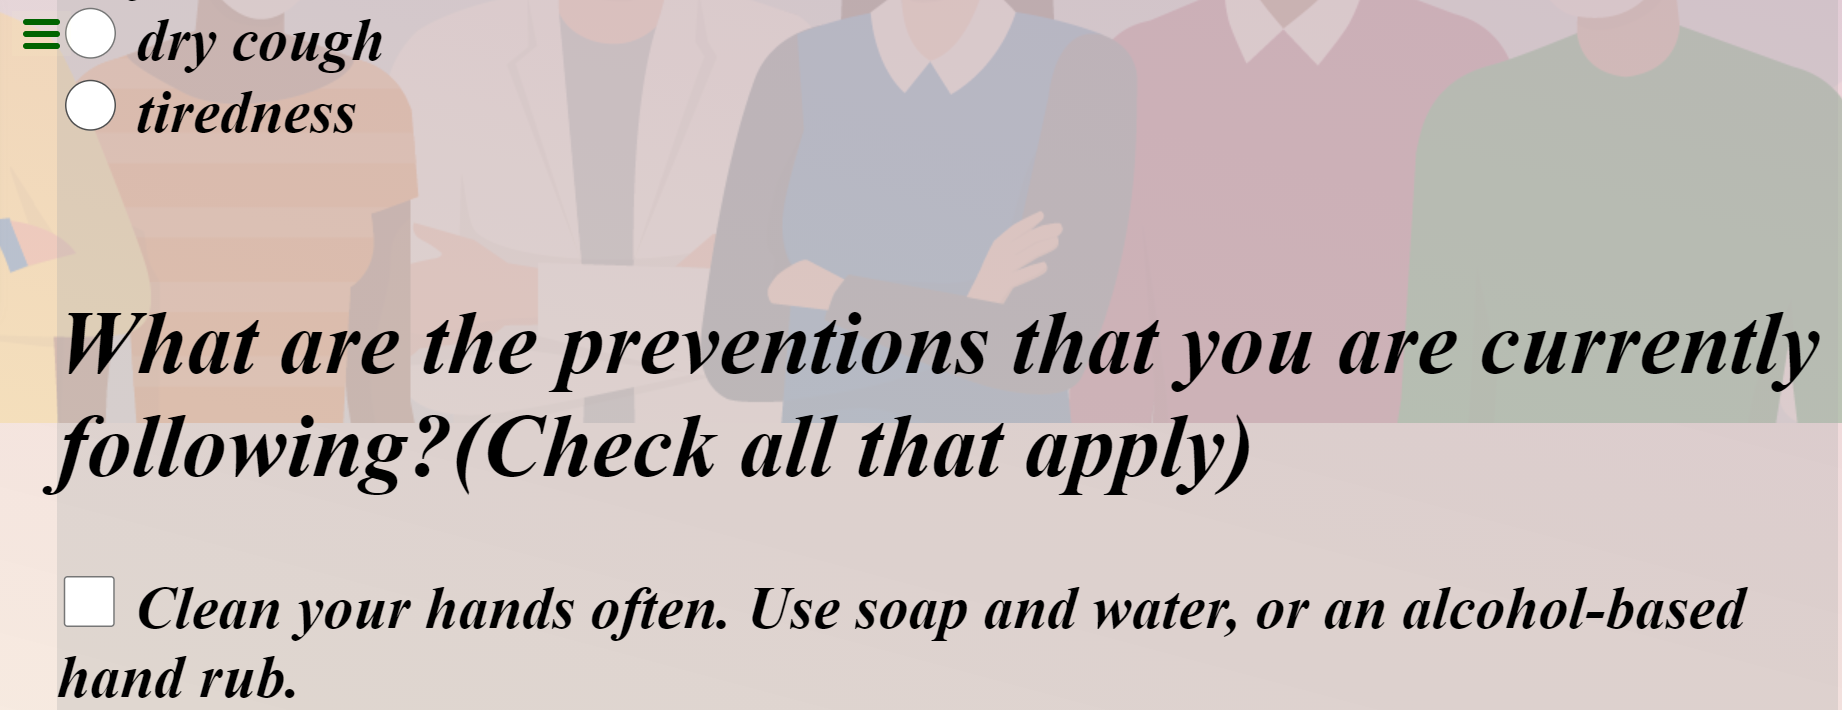 dry cough
tiredness
What are the preventions that you are currently
following?(Check all that apply)
Clean your hands often. Use soap and water, or an alcohol-based
hand rub.